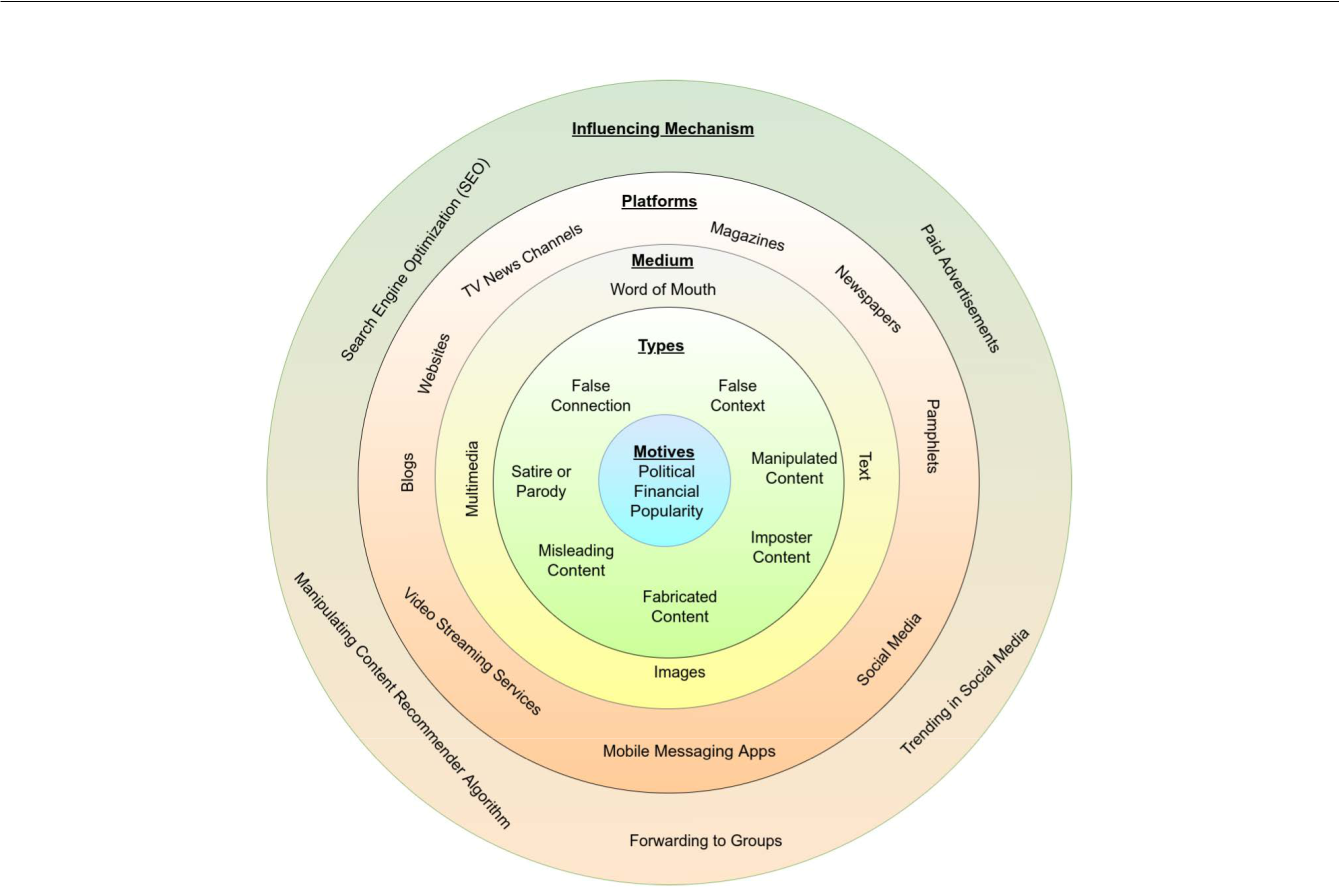 Influencing Mechanism
Search Engine Optimization (SEO)
Paid Advertisements
Trending in Social Media
Forwarding to Groups
Manipulating Content Recommender Algorithm
Platforms
TV News Channels
Magazines
Newspapers
Pamphlets
Social Media
Mobile Messaging Apps
Video Streaming Services
Blogs
Websites
Medium
Word of Mouth
Text
Images
Multimedia
Types
False
Connection
False
Context
Manipulated
Content
Imposter
Content
Fabricated
Content
Misleading
Content
Satire or
Parody
Motives
Political
Financial
Popularity